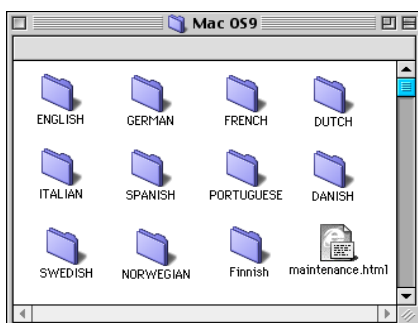 Mac OS9
ENGLISH GERMAN FRENCH DUTCH
ITALIAN SPANISH PORTUGUESE DANISH
SWEDISH NORWEGIAN Finnish maintenance.html